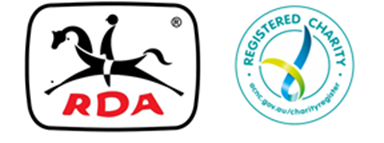 ®
RDA
REGISTERED CHARITY
acnc.gov.au/charityregister